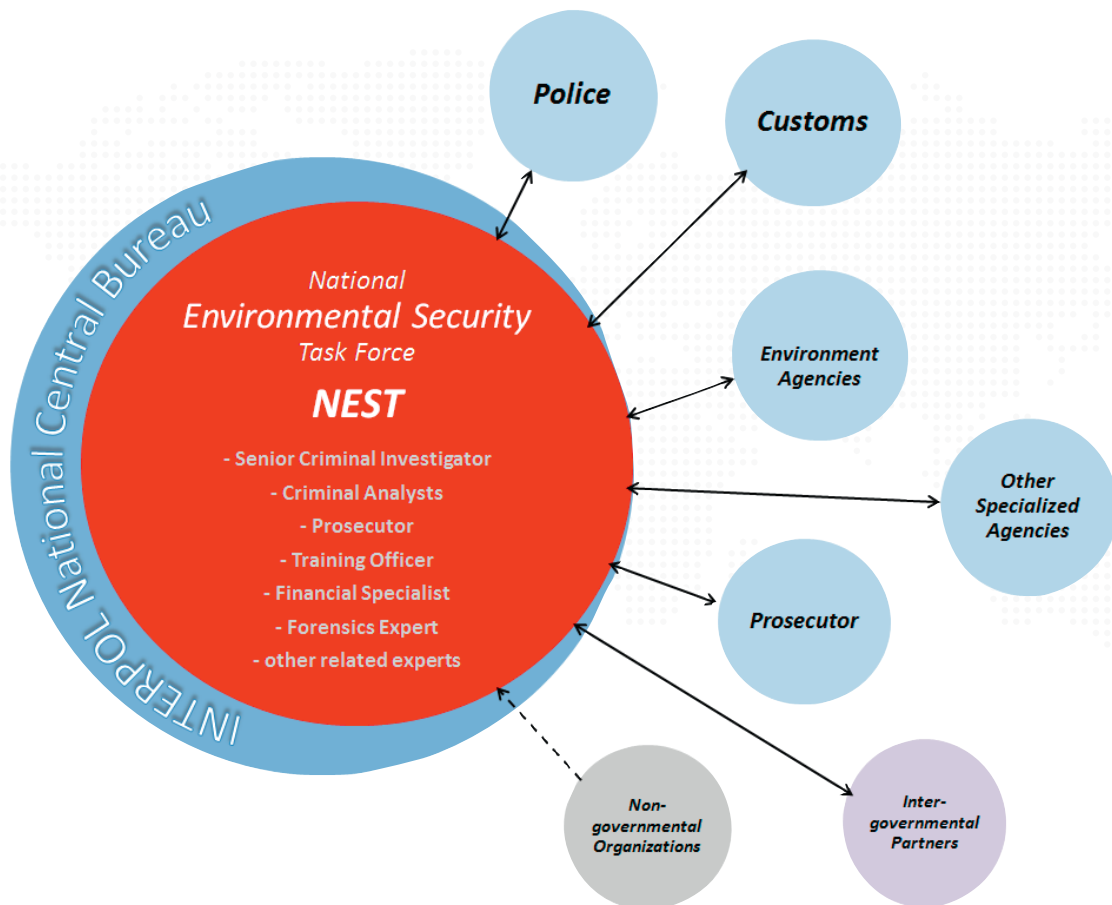 Police
Customs
INTERPOL National Central Bureau
National
Environmental Security
Task Force
NEST
- Senior Criminal Investigator
- Criminal Analysts
- Prosecutor
- Training Officer
- Financial Specialist
- Forensics Expert
- other related experts
Environment
Agencies
Other
Specialized
Agencies
Prosecutor
Non-
governmental
Organizations
Inter-
governmental
Partners